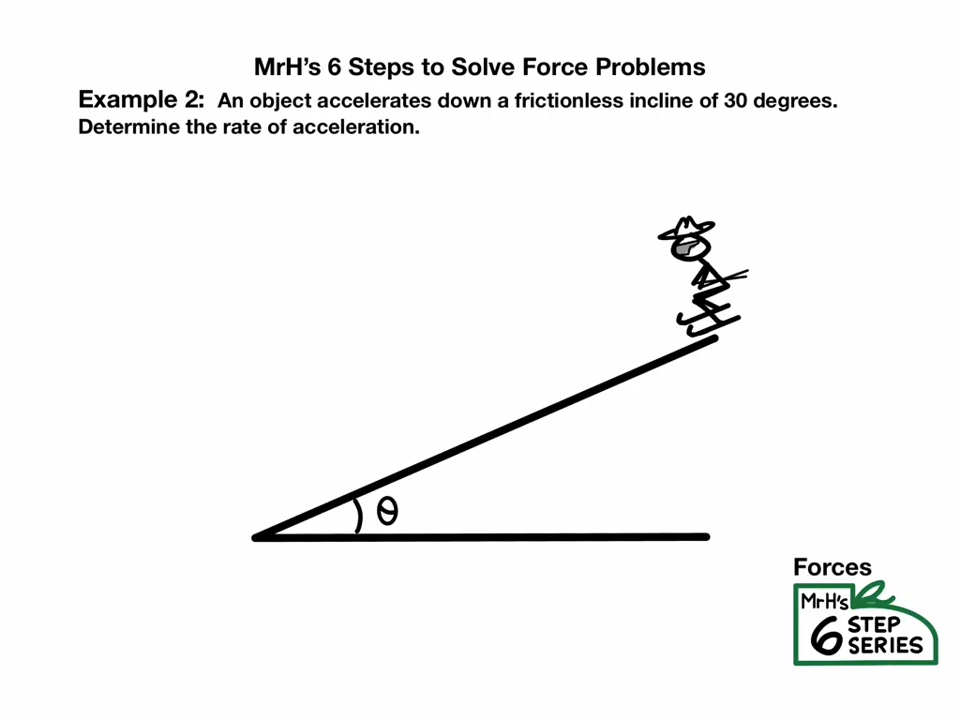 MrH's 6 Steps to Solve Force Problems
Example 2: An object accelerates down a frictionless incline of 30 degrees.
Determine the rate of acceleration.
θ
Forces
MrH's
6 STEP
SERIES